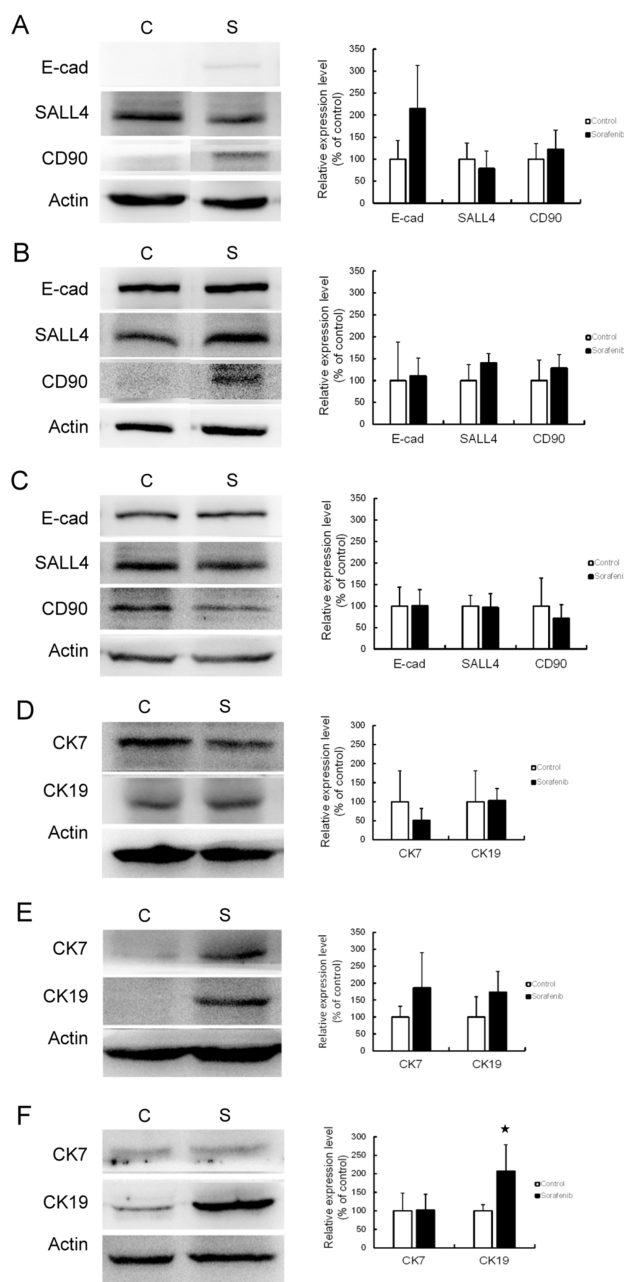 A
C S
E-cad
SALL4
CD90
Actin
Relative expression level
(% of control)
350
300
250
200
150
100
50
0
E-cad SALL4 CD90
Control
Sorafenib
B
C S
E-cad
SALL4
CD90
Actin
Relative expression level
(% of control)
350
300
250
200
150
100
50
0
E-cad SALL4 CD90
Control
Sorafenib
C
C S
E-cad
SALL4
CD90
Actin
Relative expression level
(% of control)
350
300
250
200
150
100
50
0
E-cad SALL4 CD90
Control
Sorafeni
D
C S
CK7
CK19
Actin
Relative expression level
(% of control)
300
250
200
150
100
50
0
CK7 CK19
Control
Sorafenib
E
C S
CK7
CK19
Actin
Relative expression level
(% of control)
350
300
250
200
150
100
50
0
CK7 CK19
Control
Sorafenib
F
C S
CK7
CK19
Actin
Relative expression level
(% of control)
300
250
200
150
100
50
0
★
CK7 CK19
Control
Sorafenib